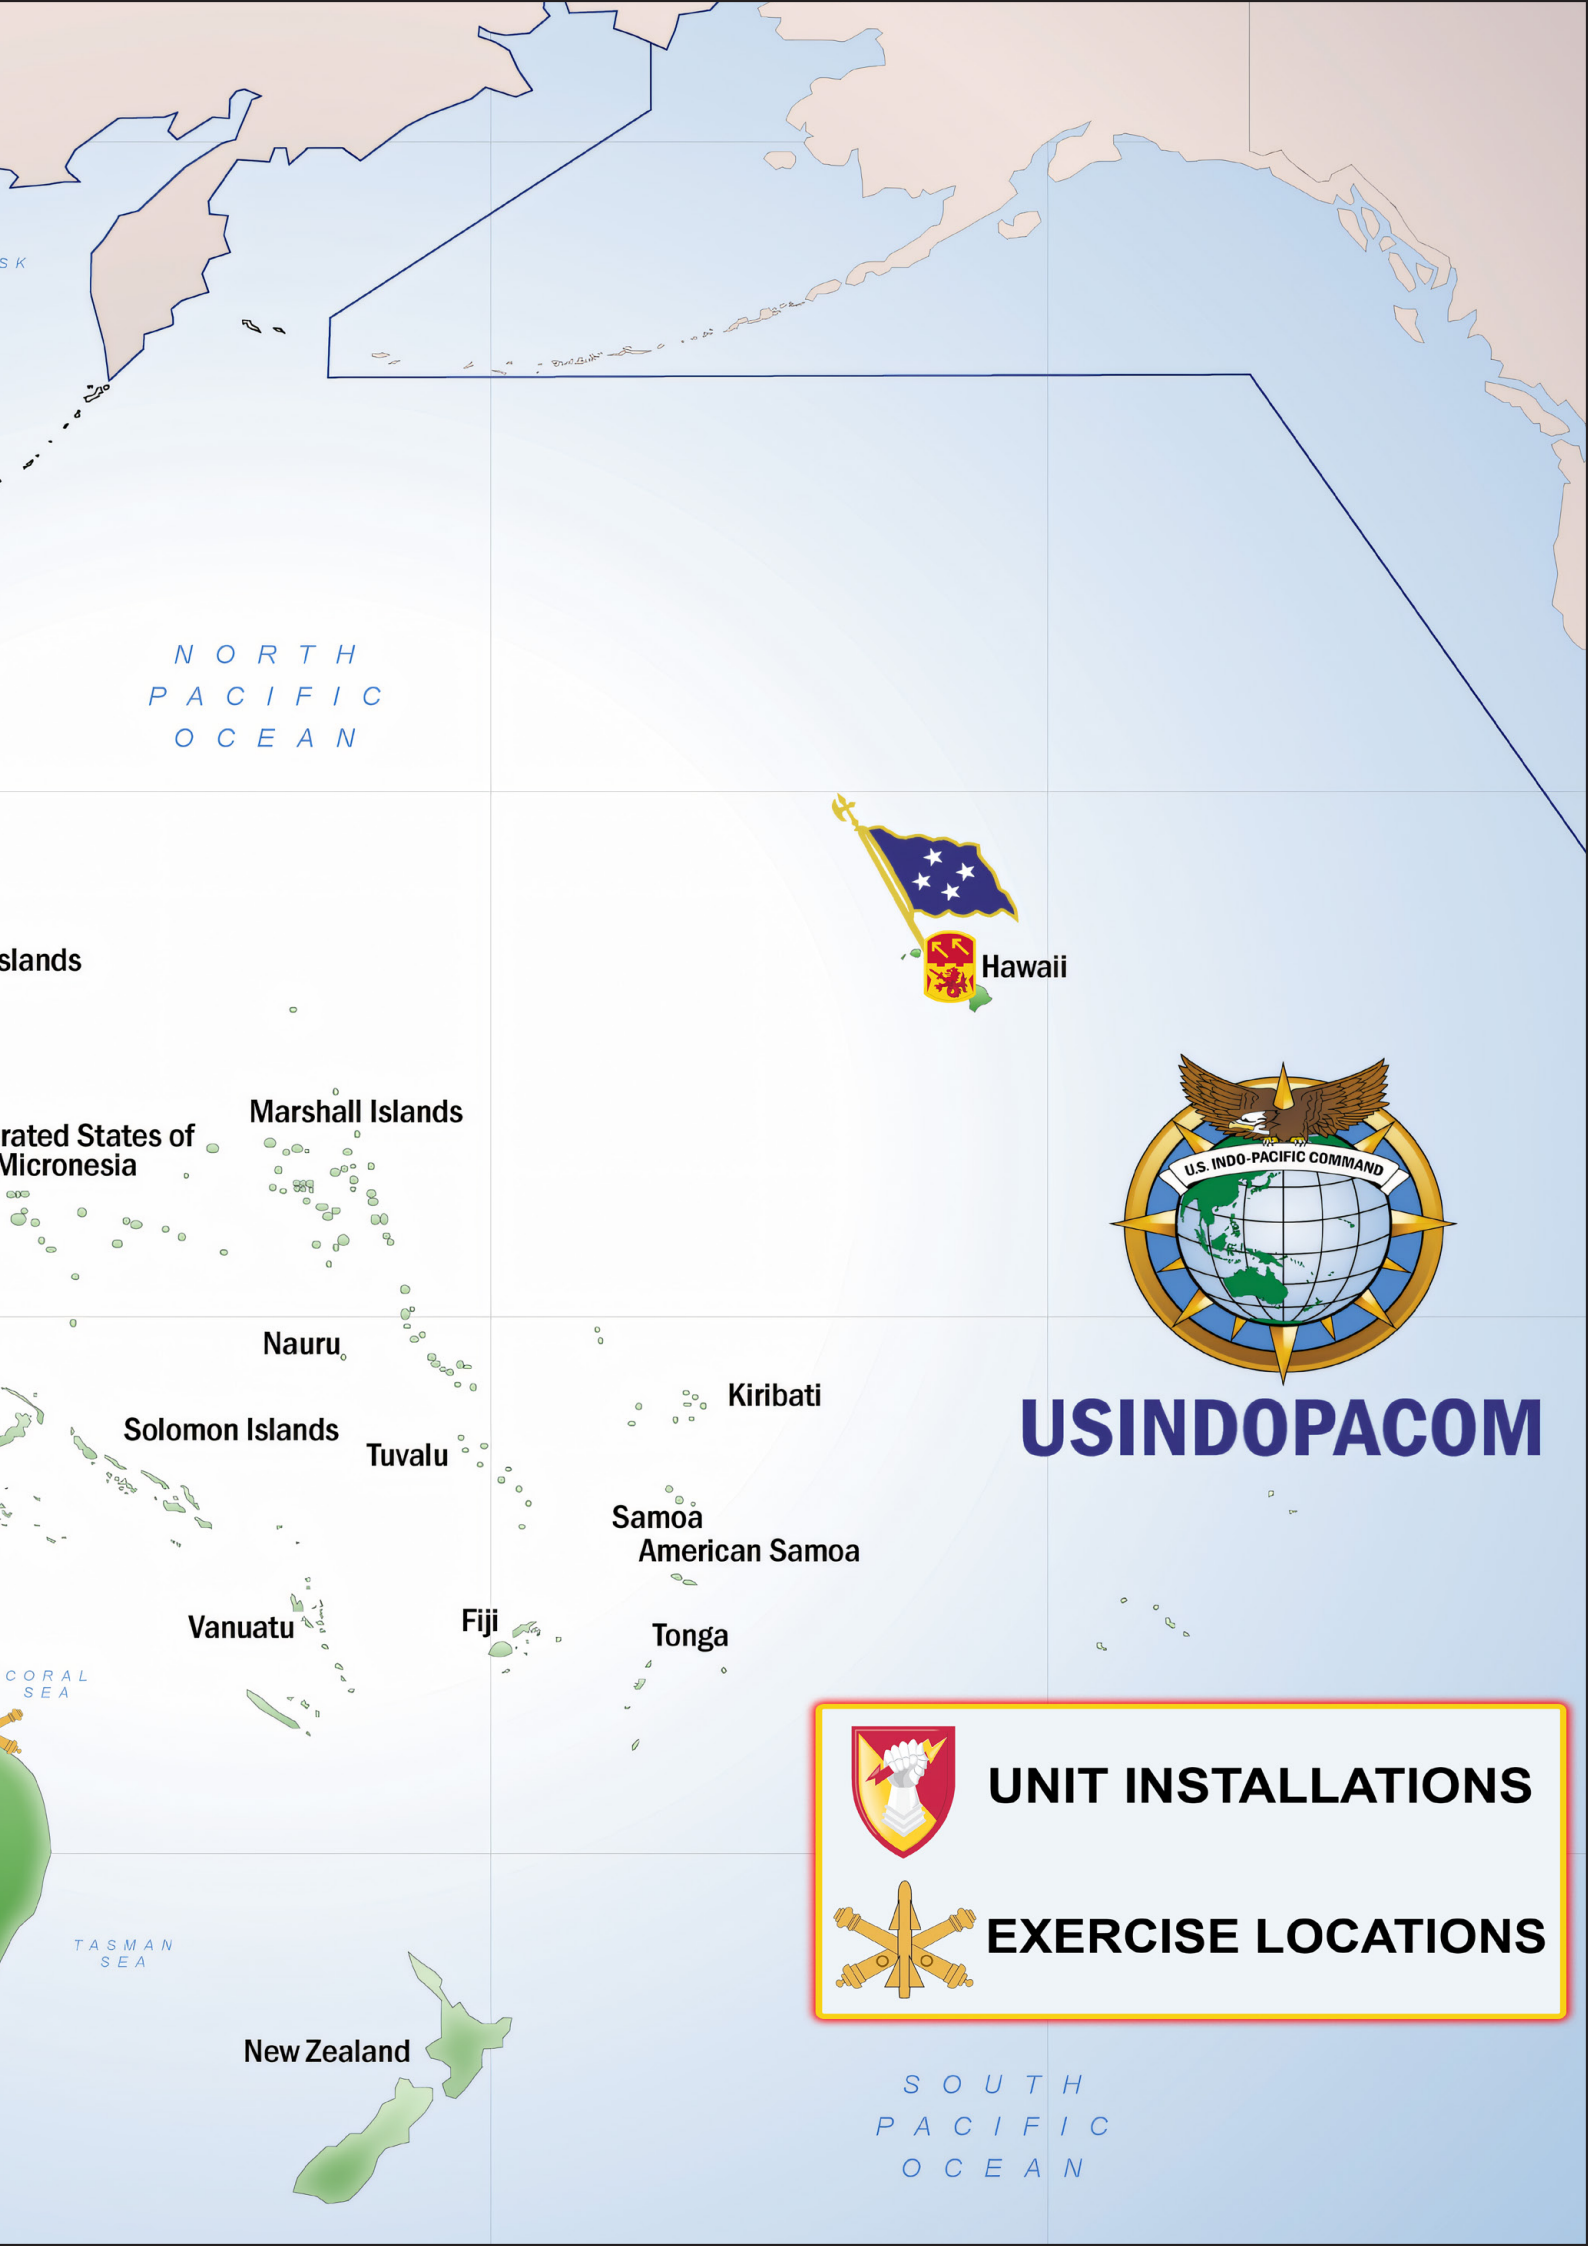 SK
NORTH
PACIFIC
OCEAN
slands
Hawaii
Marshall Islands
rated States of
Micronesia
U.S. INDO-PACIFIC COMMAND
Nauru
Kiribati
USINDOPACOM
Solomon Islands
Tuvalu
Samoa
American Samoa
Vanuatu
Fiji
Tonga
CORAL
SEA
UNIT INSTALLATIONS
EXERCISE LOCATIONS
TASMAN
SEA
New Zealand
SOUTH
PACIFIC
OCEAN